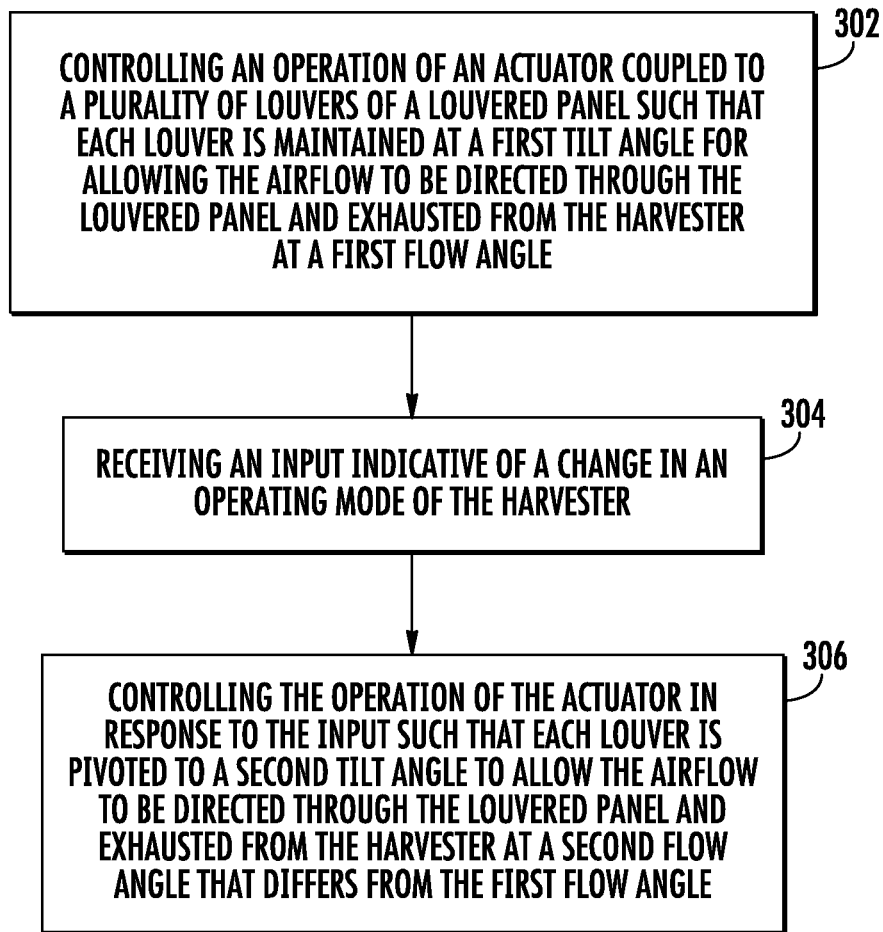 302
CONTROLLING AN OPERATION OF AN ACTUATOR COUPLED TO
A PLURALITY OF LOUVERS OF A LOUVERED PANEL SUCH THAT
EACH LOUVER IS MAINTAINED AT A FIRST TILT ANGLE FOR
ALLOWING THE AIRFLOW TO BE DIRECTED THROUGH THE
LOUVERED PANEL AND EXHAUSTED FROM THE HARVESTER
AT A FIRST FLOW ANGLE
304
RECEIVING AN INPUT INDICATIVE OF A CHANGE IN AN
OPERATING MODE OF THE HARVESTER
306
CONTROLLING THE OPERATION OF THE ACTUATOR IN
RESPONSE TO THE INPUT SUCH THAT EACH LOUVER IS
PIVOTED TO A SECOND TILT ANGLE TO ALLOW THE AIRFLOW
TO BE DIRECTED THROUGH THE LOUVERED PANEL AND
EXHAUSTED FROM THE HARVESTER AT A SECOND FLOW
ANGLE THAT DIFFERS FROM THE FIRST FLOW ANGLE